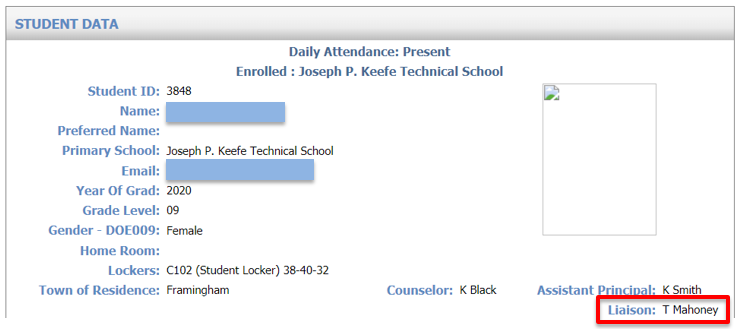 STUDENT DATA
Daily Attendance: Present
Enrolled : Joseph P. Keefe Technical School
Student ID: 3848
Name:
Preferred Name:
Primary School: Joseph P. Keefe Technical School
Email:
Year Of Grad: 2020
Grade Level: 09
Gender - DOE009: Female
Home Room:
Lockers: C102 (Student Locker) 38-40-32
Town of Residence: Framingham Counselor: K Black Assistant Principal: K Smith
Liaison: T Mahoney